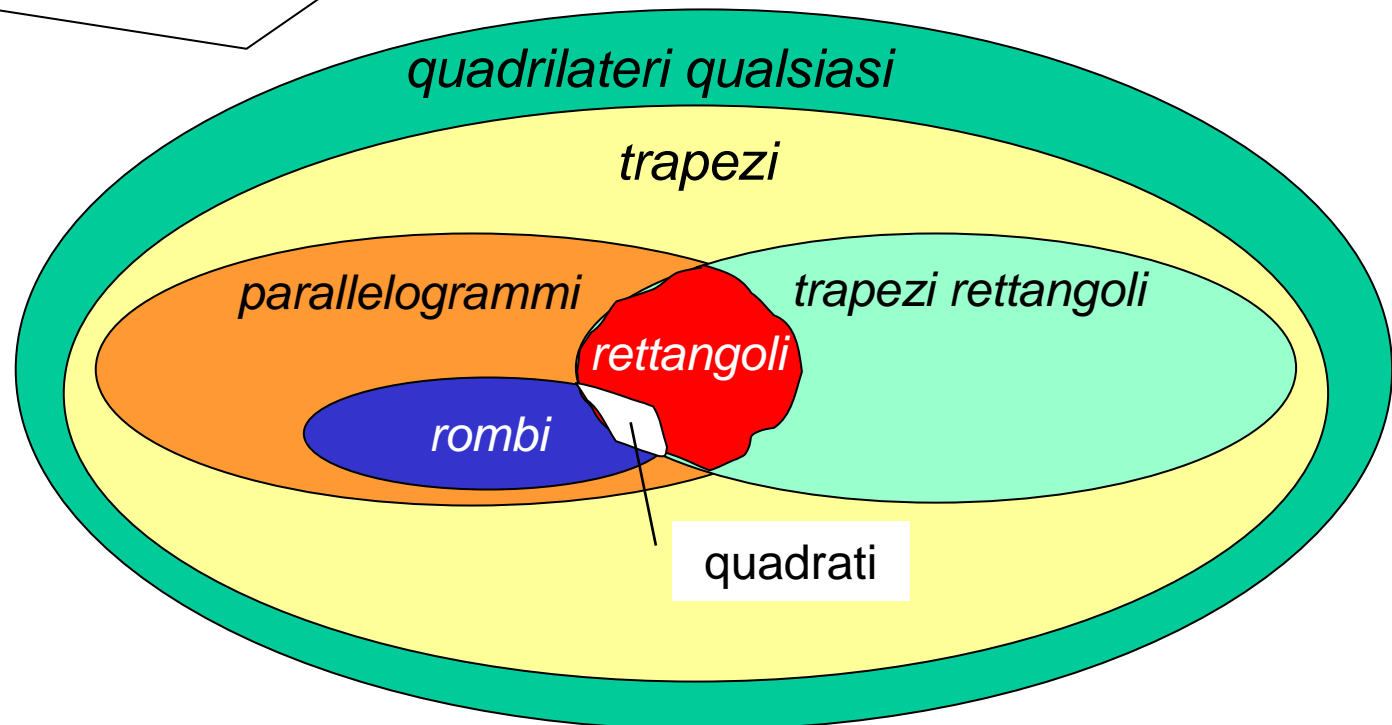 quadrilateri qualsiasi
trapezi
parallelogrammi
trapezi rettangoli
rettangoli
rombi
quadrati